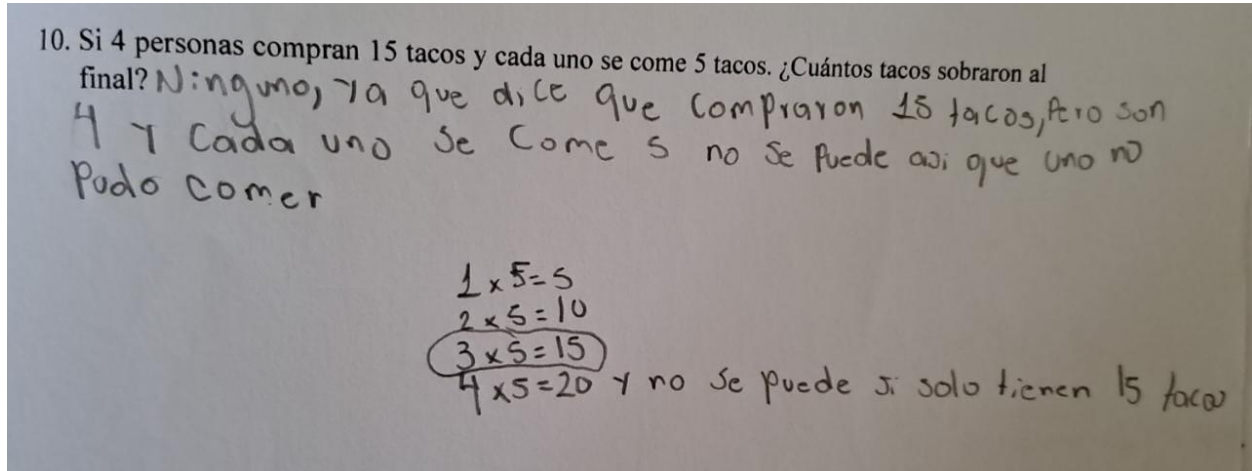 10. Si 4 personas compran 15 tacos y cada uno se come 5 tacos. ¿Cuántos tacos sobraron al
final? Ninguno, ya que dice que compraron 15 tacos, Pero son
4 Y Cada uno Se Come 5 no Se Puede asi que uno no
Pudo comer
1 x 5 = 5
2 x 5 = 10
3 x 5 = 15
4 x 5 = 20 Y no Se puede si solo tienen 15 tacos